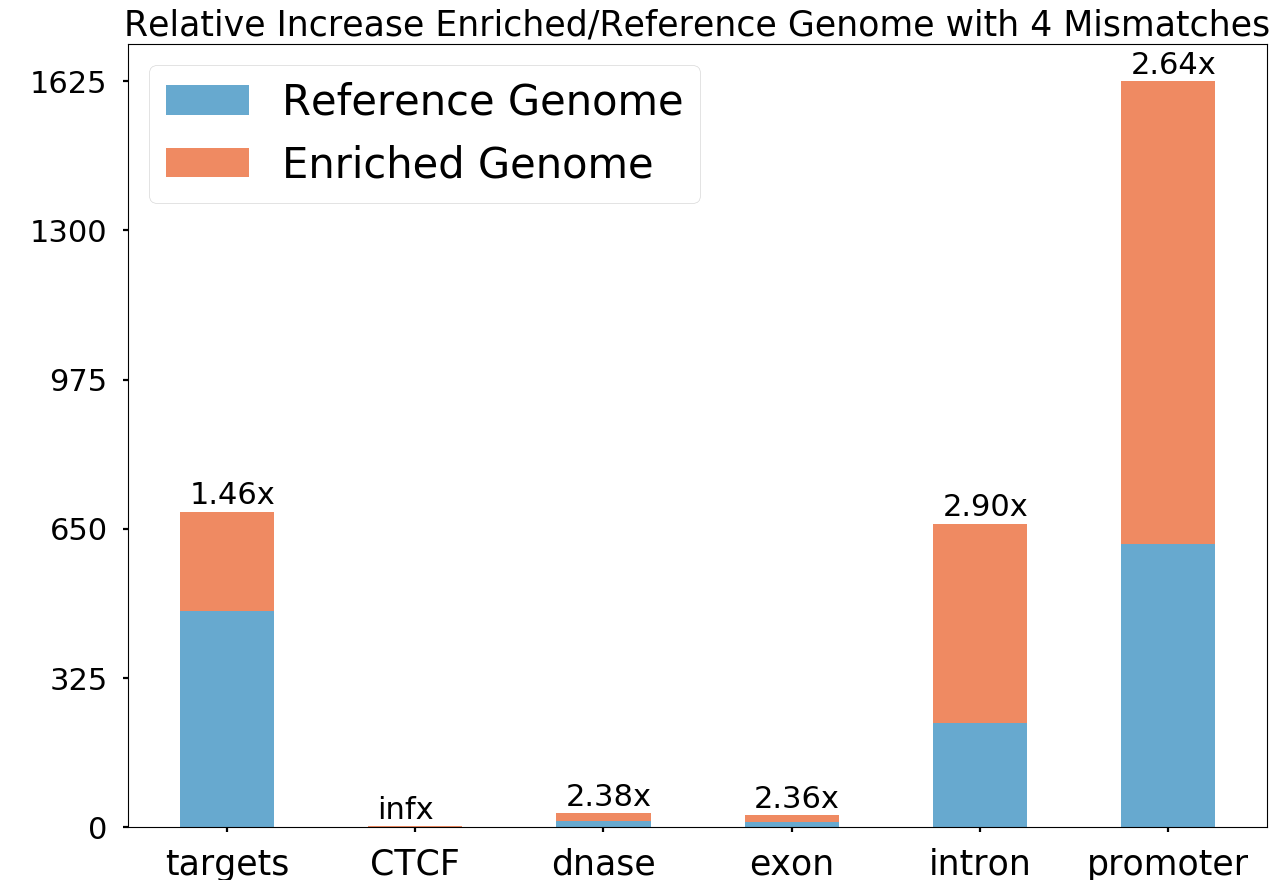 Relative Increase Enriched/Reference Genome with 4 Mismatches
Reference Genome
Enriched Genome
1625
1300
975
650
325
0
1.46x
infx
2.38x
2.36x
2.90x
2.64x
targets
CTCF
dnase
exon
intron
promoter